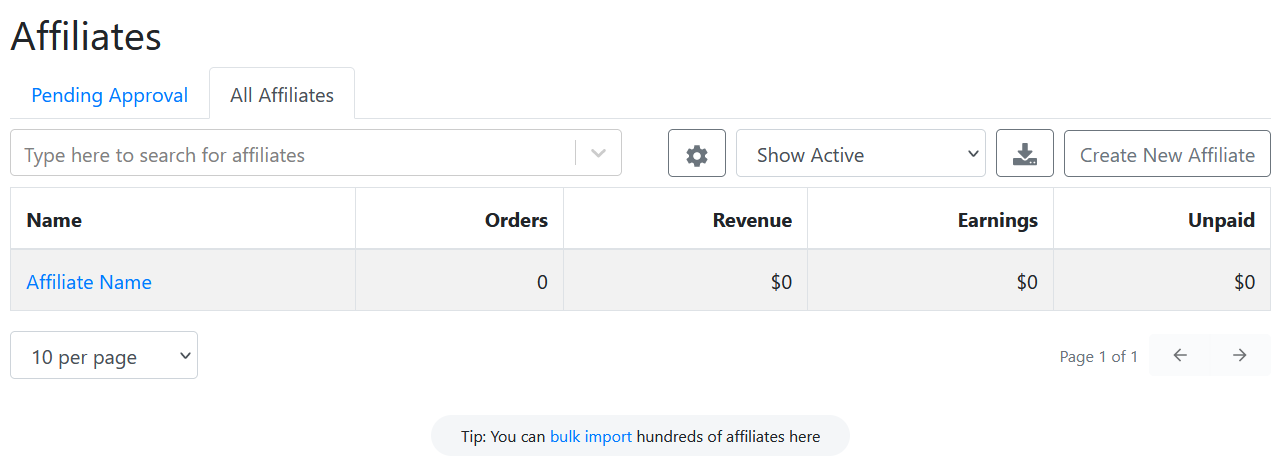 Affiliates
Pending Approval All Affiliates
Type here to search for affiliates Show Active Create New Affiliate
Name Orders Revenue Earnings Unpaid
Affiliate Name 0 $0 $0 $0
10 per page Page 1 of 1
Tip: You can bulk import hundreds of affiliates here